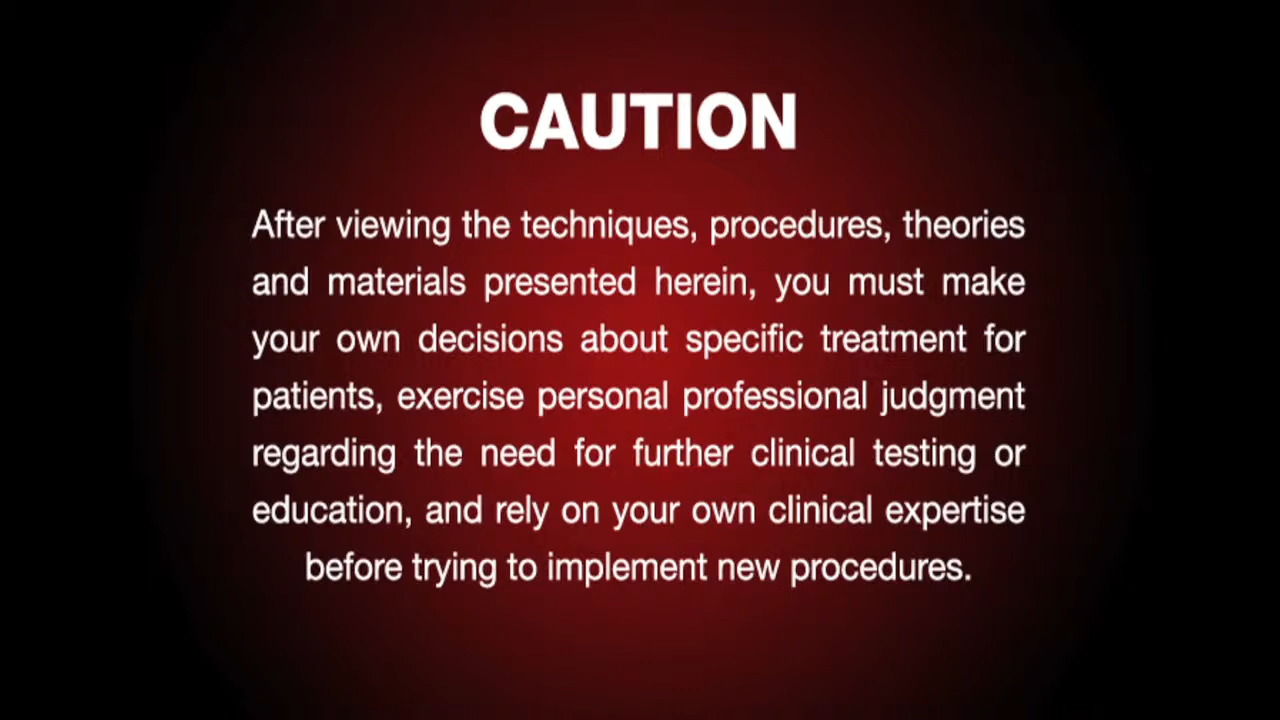 CAUTION
After viewing the techniques, procedures, theories
and materials presented herein, you must make
your own decisions about specific treatment for
patients, exercise personal professional judgment
regarding the need for further clinical testing or
education, and rely on your own clinical expertise
before trying to implement new procedures.